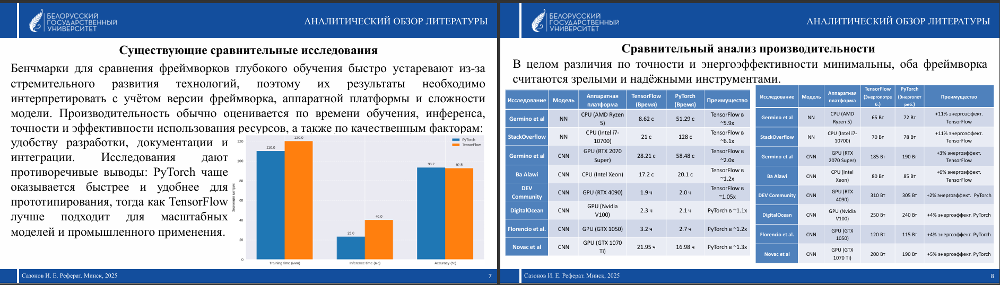 БЕЛОРУССКИЙ
ГОСУДАРСТВЕННЫЙ
УНИВЕРСИТЕТ
АНАЛИТИЧЕСКИЙ ОБЗОР ЛИТЕРАТУРЫ
Существующие сравнительные исследования
Бенчмарки для сравнения фреймворков глубокого обучения быстро устаревают из-за
стремительного развития технологий, поэтому их результаты необходимо
интерпретировать с учётом версии фреймворка, аппаратной платформы и сложности
модели. Производительность обычно оценивается по времени обучения, инференса,
точности и эффективности использования ресурсов, а также по качественным факторам:
удобству разработки, документации и
интеграции. Исследования дают
противоречивые выводы: PyTorch чаще
оказывается быстрее и удобнее для
прототипирования, тогда как TensorFlow
лучше подходит для масштабных
моделей и промышленного применения.
Значения метрик
120
100
80
60
40
20
0
110.0
120.0
23.0
40.0
93.2
92.5
PyTorch
TensorFlow
Training time (мин)
Inference time (мс)
Accuracy (%)
Сазонов И. Е. Реферат. Минск, 2025
7
БЕЛОРУССКИЙ
ГОСУДАРСТВЕННЫЙ
УНИВЕРСИТЕТ
АНАЛИТИЧЕСКИЙ ОБЗОР ЛИТЕРАТУРЫ
Сравнительный анализ производительности
В целом различия по точности и энергоэффективности минимальны, оба фреймворка
считаются зрелыми и надёжными инструментами.
Исследование Модель Аппаратная платформа TensorFlow (Время) PyTorch (Время) Преимущество
Germino et al NN CPU (AMD Ryzen 5) 8.62 с 51.29 с TensorFlow в ~5.9x
StackOverflow NN CPU (Intel i7-10700) 21 с 128 с TensorFlow в ~6.1x
Germino et al CNN GPU (RTX 2070 Super) 28.21 с 58.48 с TensorFlow в ~2.0x
Ba Alawi CNN CPU (Intel Xeon) 17.2 с 20.1 с TensorFlow в ~1.2x
DEV Community CNN GPU (RTX 4090) 1.9 ч 2.0 ч TensorFlow в ~1.05x
DigitalOcean CNN GPU (Nvidia V100) 2.3 ч 2.1 ч PyTorch в ~1.1x
Florencio et al. CNN GPU (GTX 1050) 3.2 ч 2.7 ч PyTorch в ~1.2x
Novac et al CNN GPU (GTX 1070 Ti) 21.95 ч 16.98 ч PyTorch в ~1.3x
Исследование Модель Аппаратная платформа TensorFlow (Энергопотреб.) PyTorch (Энергопотреб.) Преимущество
Germino et al NN CPU (AMD Ryzen 5) 65 Вт 72 Вт +11% энергоэффект. TensorFlow
StackOverflow NN CPU (Intel i7-10700) 70 Вт 78 Вт +11% энергоэффект. TensorFlow
Germino et al CNN GPU (RTX 2070 Super) 185 Вт 190 Вт +3% энергоэффект. TensorFlow
Ba Alawi CNN CPU (Intel Xeon) 80 Вт 85 Вт +6% энергоэффект. TensorFlow
DEV Community CNN GPU (RTX 4090) 310 Вт 305 Вт +2% энергоэффект. PyTorch
DigitalOcean CNN GPU (Nvidia V100) 250 Вт 240 Вт +4% энергоэффект. PyTorch
Florencio et al. CNN GPU (GTX 1050) 120 Вт 115 Вт +4% энергоэффект. PyTorch
Novac et al CNN GPU (GTX 1070 Ti) 200 Вт 190 Вт +5% энергоэффект. PyTorch
Сазонов И. Е. Реферат. Минск, 2025
8